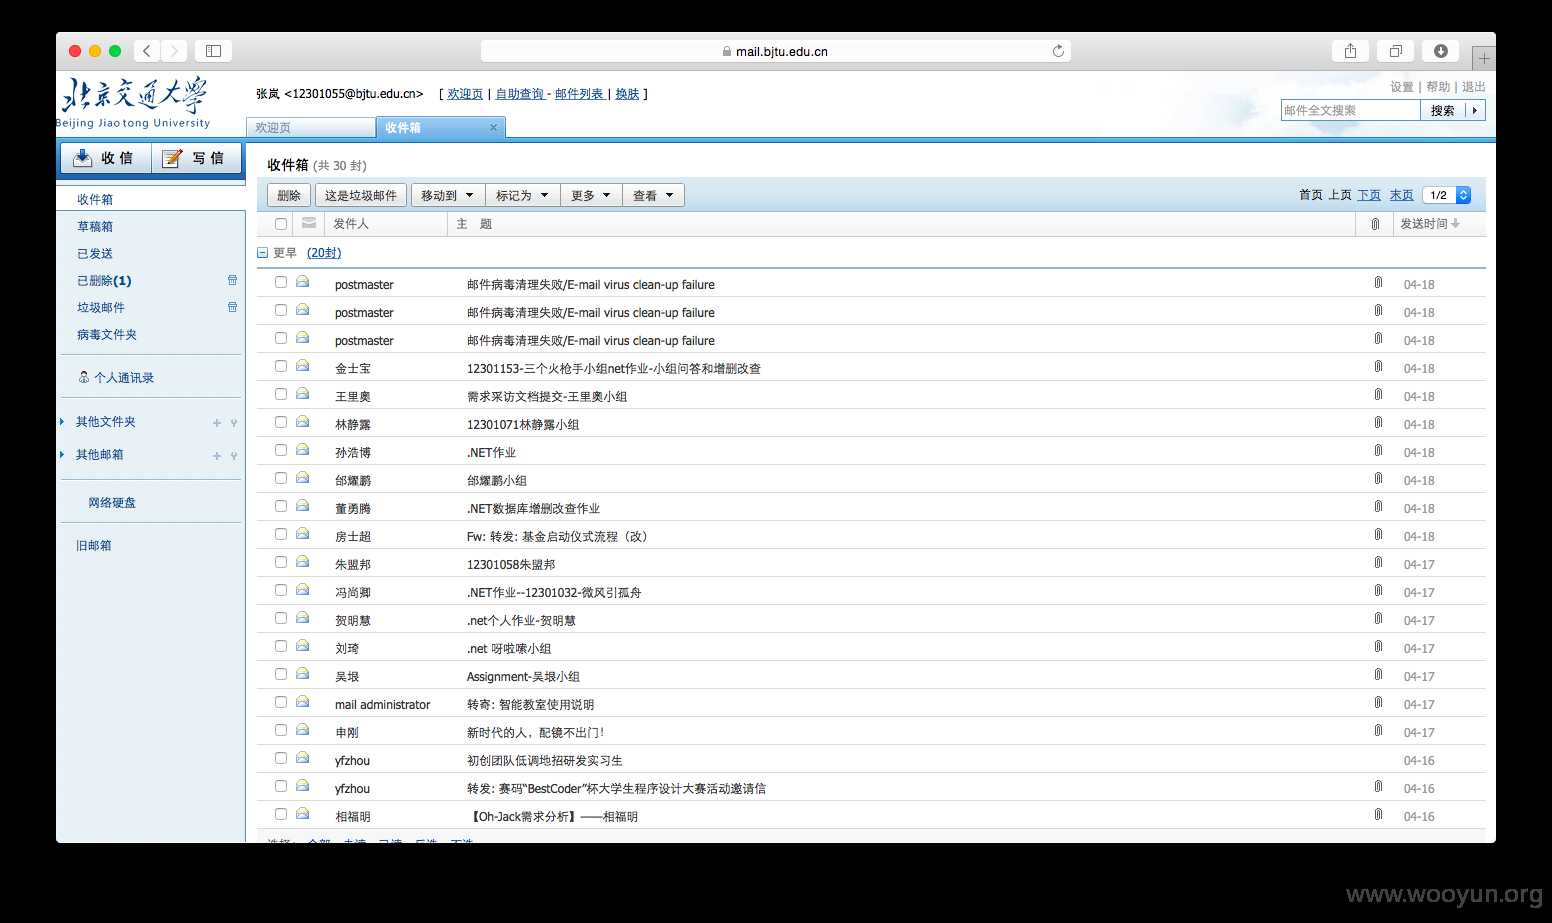 mail.bjtu.edu.cn
北京交通大学
Beijing Jiaotong University
张岚 <12301055@bjtu.edu.cn> [ 欢迎页 | 自助查询 - 邮件列表 | 换肤 ]
设置 | 帮助 | 退出
邮件全文搜索 搜索
欢迎页 收件箱
收信 写信
收件箱 (共 30 封)
删除 这是垃圾邮件 移动到 标记为 更多 查看 首页 上页 下页 末页 1/2
发件人 主 题 发送时间
更早 (20封)
收件箱
草稿箱
已发送
已删除(1)
垃圾邮件
病毒文件夹
个人通讯录
其他文件夹
其他邮箱
网络硬盘
旧邮箱
postmaster 邮件病毒清理失败/E-mail virus clean-up failure 04-18
postmaster 邮件病毒清理失败/E-mail virus clean-up failure 04-18
postmaster 邮件病毒清理失败/E-mail virus clean-up failure 04-18
金士宝 12301153-三个火枪手小组net作业-小组问答和增删改查 04-18
王里奥 需求采访文档提交-王里奥小组 04-18
林静露 12301071林静露小组 04-18
孙浩博 .NET作业 04-18
邰耀鹏 邰耀鹏小组 04-18
董勇腾 .NET数据库增删改查作业 04-18
房士超 Fw: 转发: 基金启动仪式流程（改） 04-18
朱盟邦 12301058朱盟邦 04-17
冯尚卿 .NET作业--12301032-微风引孤舟 04-17
贺明慧 .net个人作业-贺明慧 04-17
刘琦 .net 呀啦嗦小组 04-17
吴垠 Assignment-吴垠小组 04-17
mail administrator 转寄: 智能教室使用说明 04-17
申刚 新时代的人，配镜不出门！ 04-17
yfzhou 初创团队低调地招研发实习生 04-16
yfzhou 转发: 赛码“BestCoder”杯大学生程序设计大赛活动邀请信 04-16
相福明 【Oh-Jack需求分析】——相福明 04-16
选择: 全部 未读 已读 反选 不选
www.wooyun.org